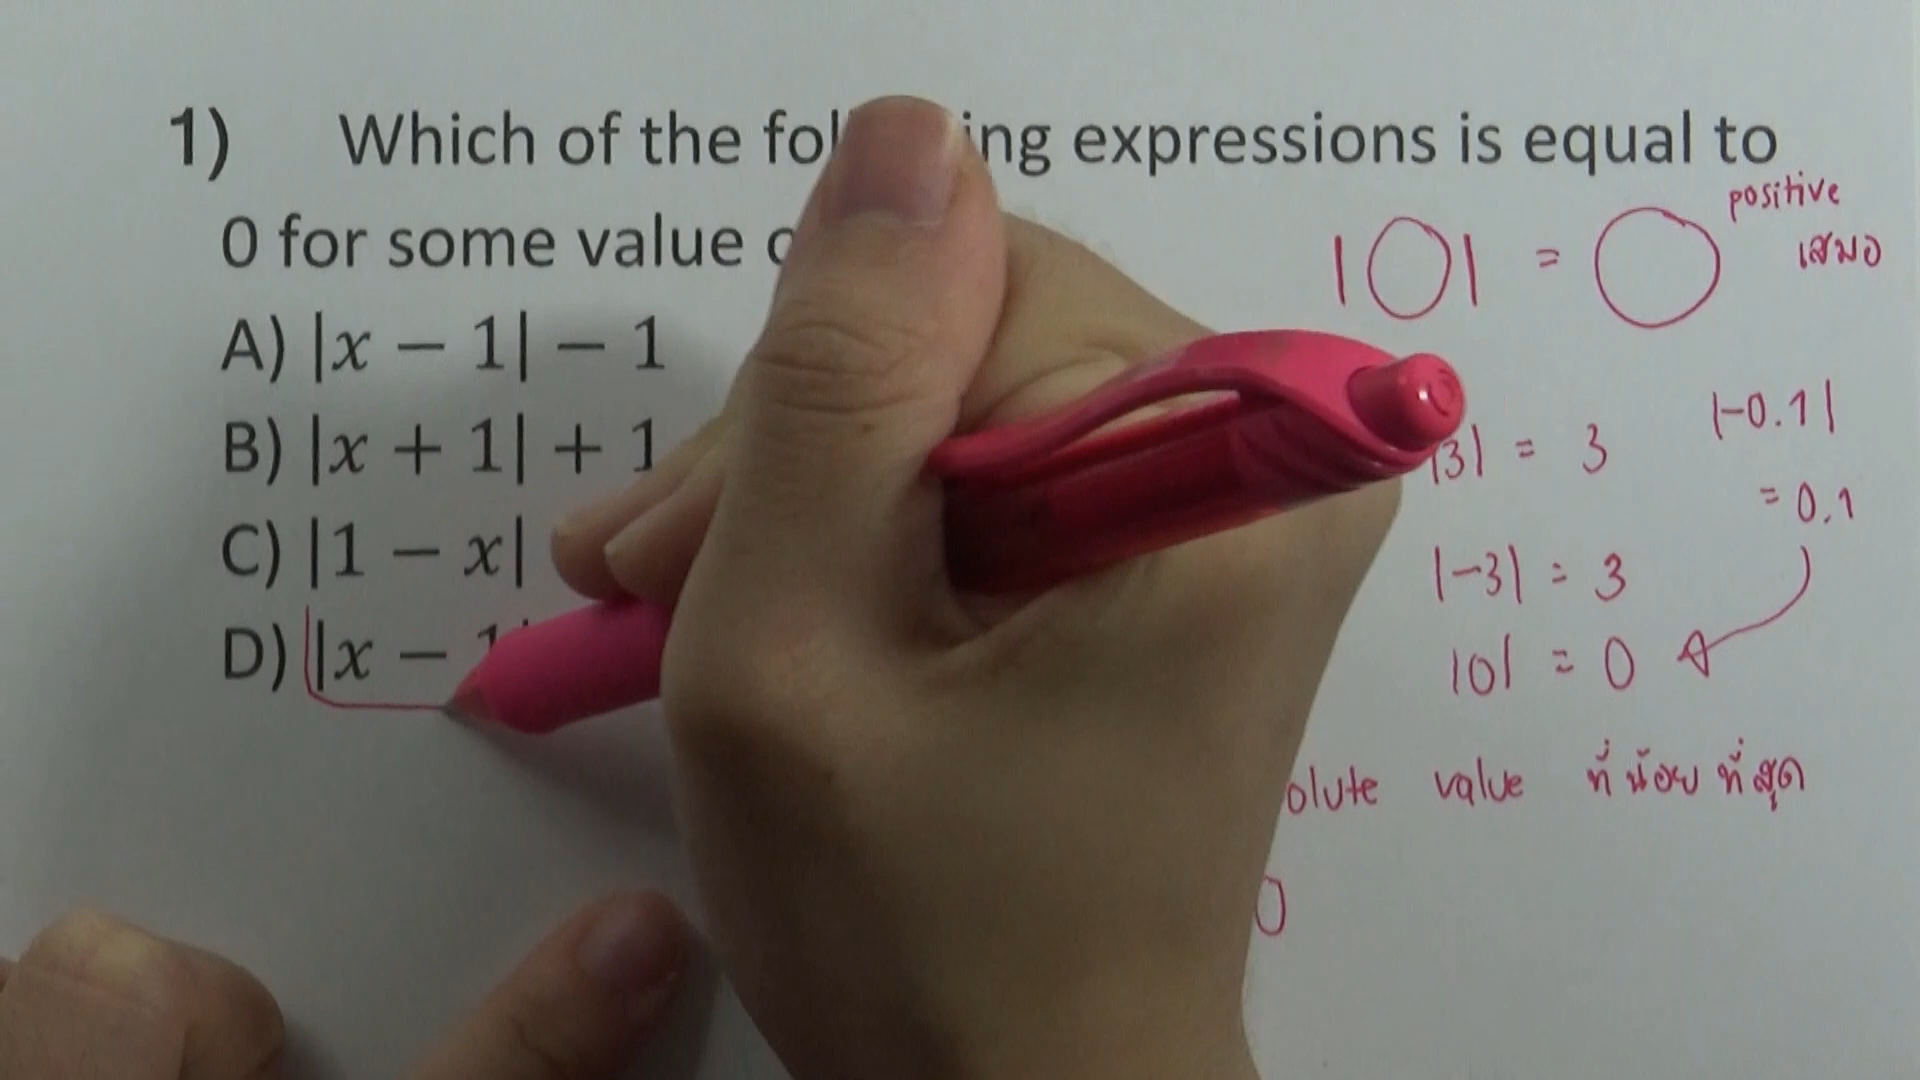 1) Which of the ing expressions is equal to
0 for some value
A) |x − 1| − 1
B) |x + 1| + 1
C) |1 − x|
D) |x −
positive
เสมอ
|O| = O
|3| = 3
|-0.1|
= 0.1
|-3| = 3
|0| = 0
olute value ที่น้อยที่สุด
0